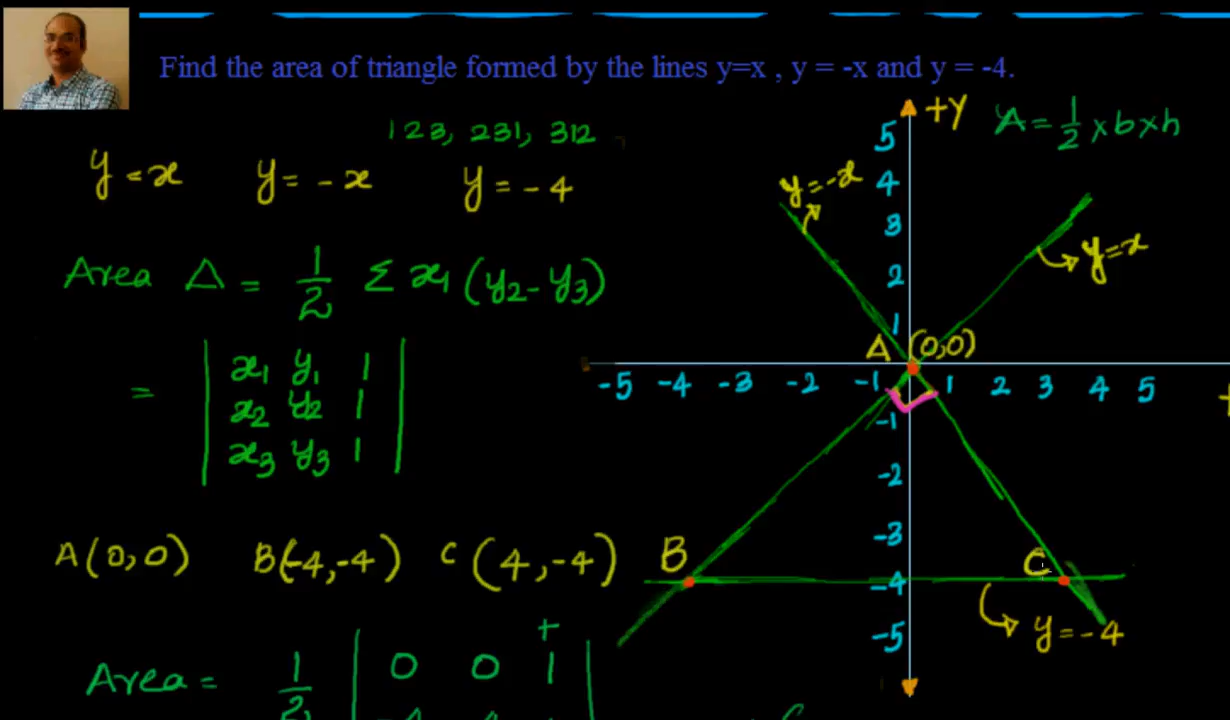 Find the area of triangle formed by the lines y=x , y = -x and y = -4.
1 2 3, 231, 312
y = x y = - x y = - 4
Area Δ = 1/2 Σ x1 (y2 - y3)
= | x1 y1 1 |
| x2 y2 1 |
| x3 y3 1 |
A(0,0) B(-4,-4) C(4,-4)
Area = 1/2 | 0 0 1 |
+
+Y
A = 1/2 × b × h
5
4
3
2
1
y=-x
y=x
A (0,0)
-5 -4 -3 -2 -1 1 2 3 4 5
-1
-2
-3
-4
-5
B
C
y = - 4